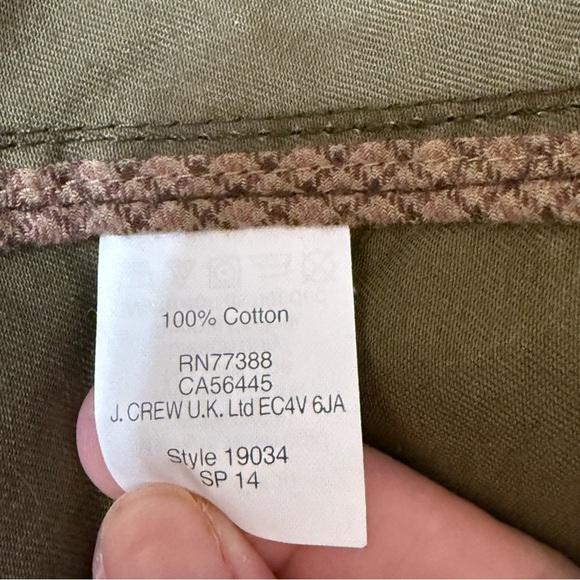 100% Cotton
RN77388
CA56445
J. CREW U.K. Ltd EC4V 6JA
Style 19034
SP 14